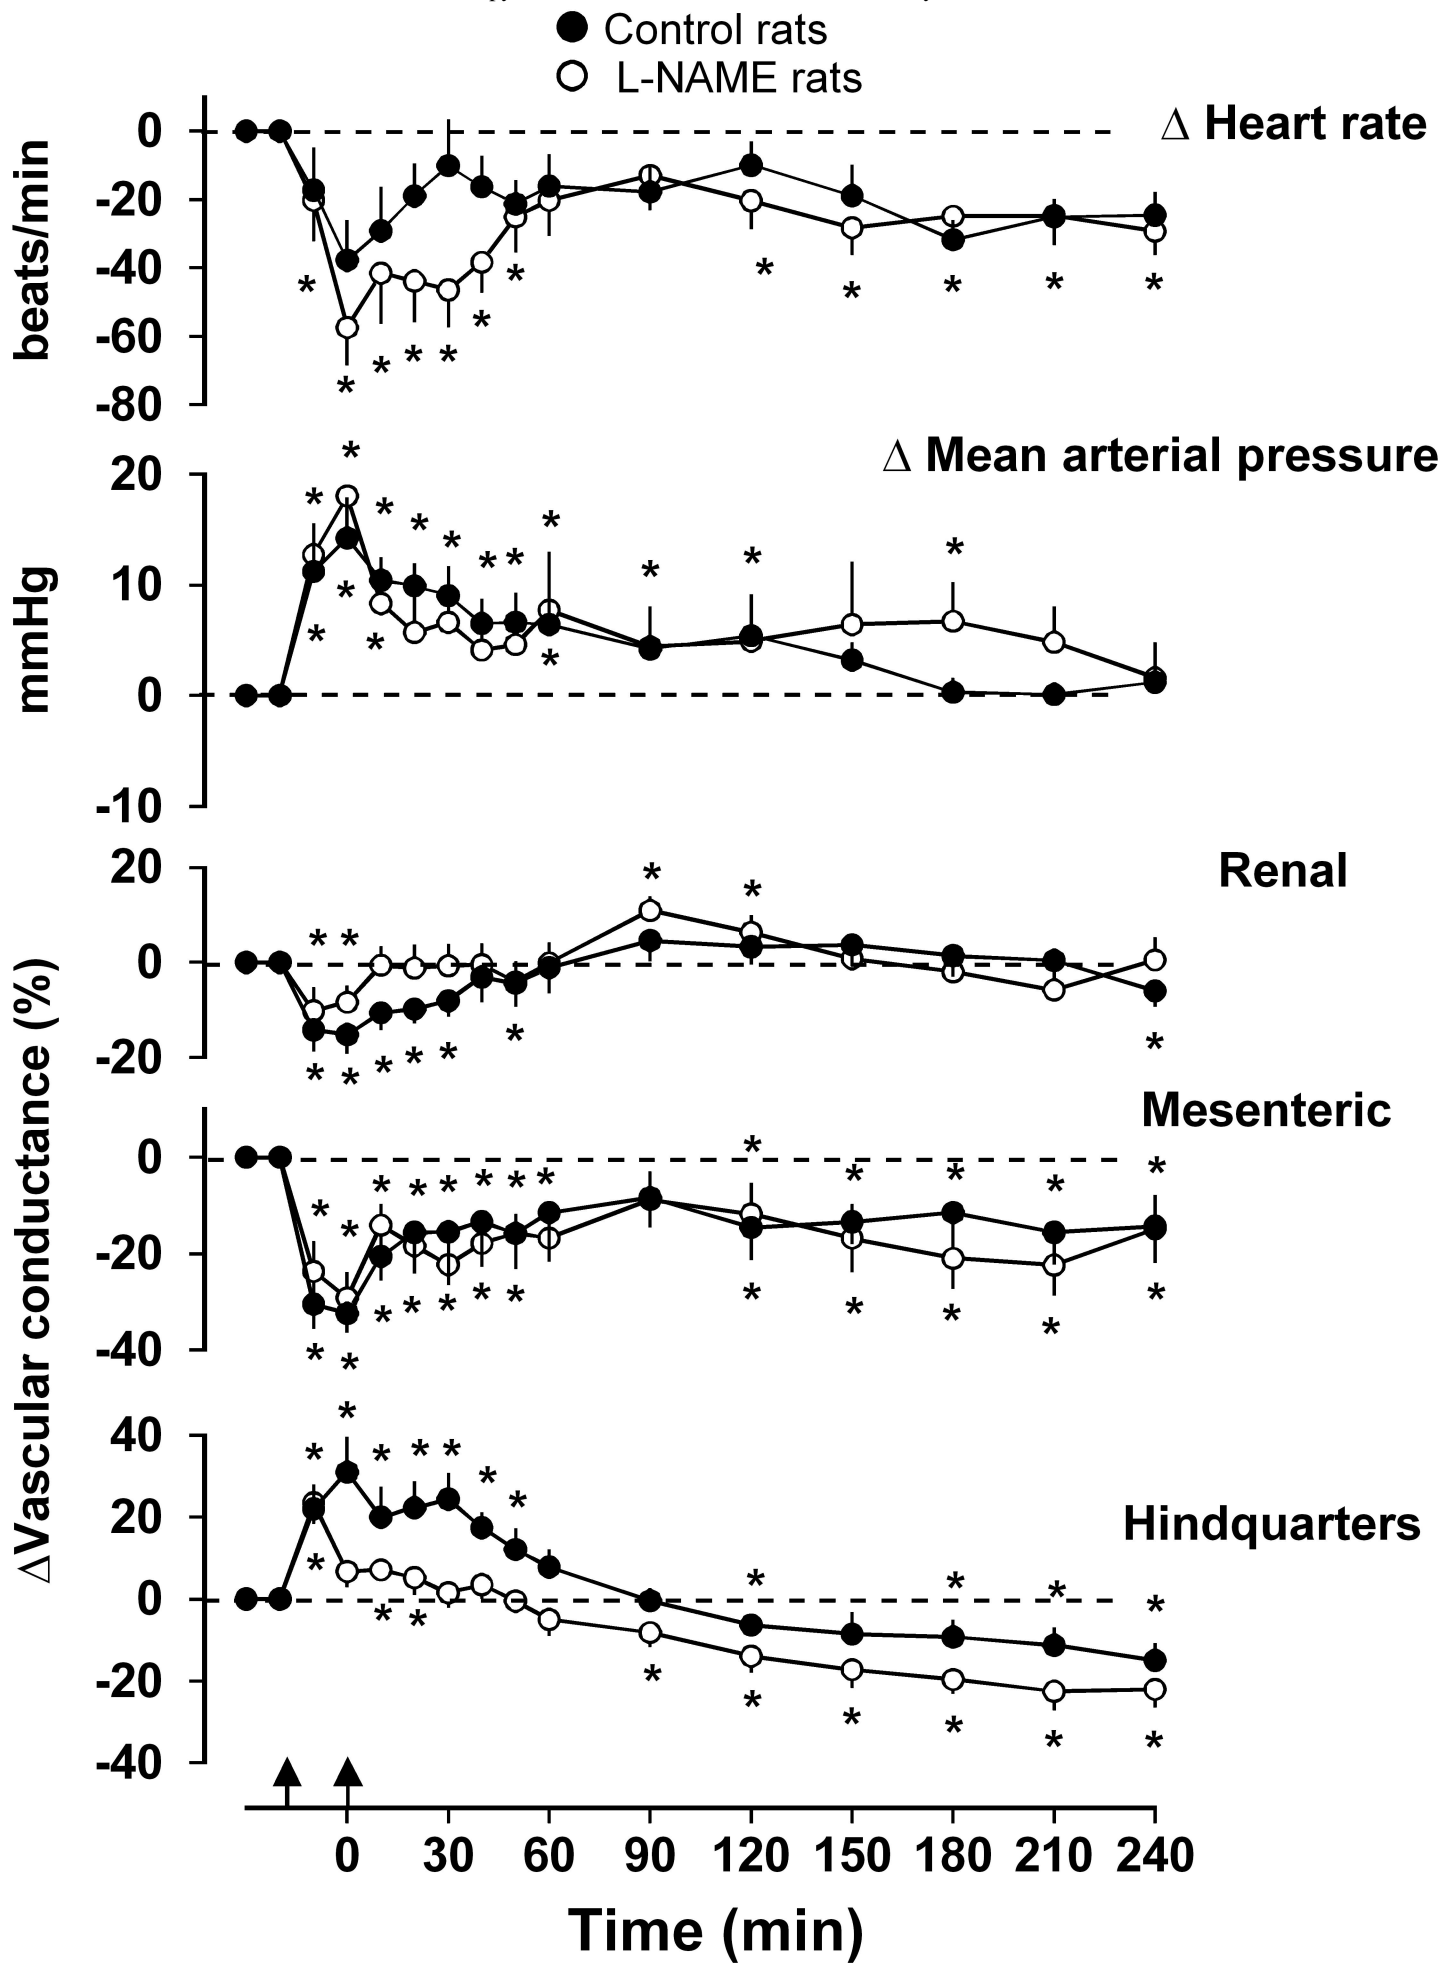 Control rats
L-NAME rats
Δ Heart rate
beats/min
0
-20
-40
-60
-80
Δ Mean arterial pressure
mmHg
20
10
0
-10
ΔVascular conductance (%)
Renal
20
0
-20
Mesenteric
0
-20
-40
Hindquarters
40
20
0
-20
-40
0 30 60 90 120 150 180 210 240
Time (min)